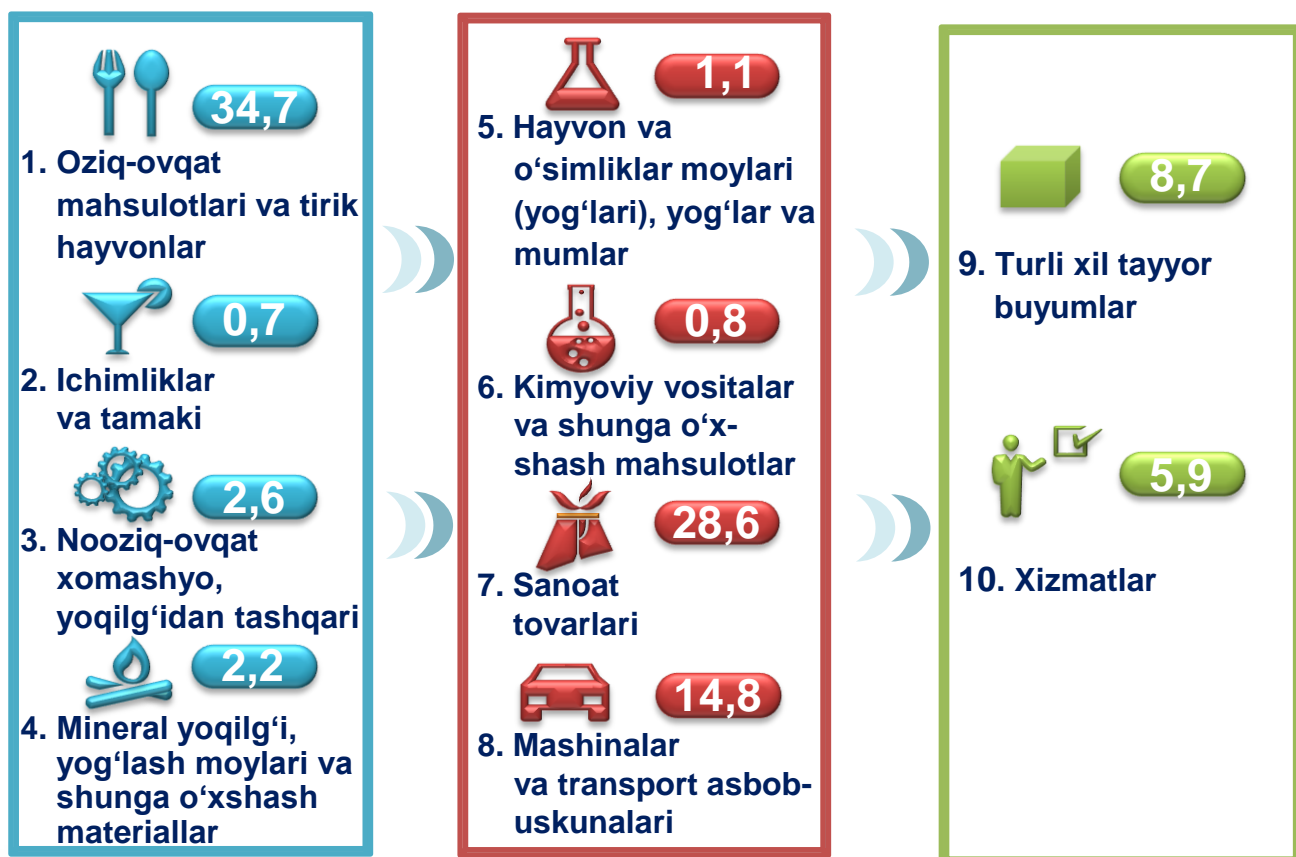 34,7
1. Oziq-ovqat
mahsulotlari va tirik
hayvonlar
0,7
2. Ichimliklar
va tamaki
2,6
3. Nooziq-ovqat
xomashyo,
yoqilg‘idan tashqari
2,2
4. Mineral yoqilg‘i,
yog‘lash moylari va
shunga o‘xshash
materiallar
1,1
5. Hayvon va
o‘simliklar moylari
(yog‘lari), yog‘lar va
mumlar
0,8
6. Kimyoviy vositalar
va shunga o‘x-
shash mahsulotlar
28,6
7. Sanoat
tovarlari
14,8
8. Mashinalar
va transport asbob-
uskunalari
8,7
9. Turli xil tayyor
buyumlar
5,9
10. Xizmatlar